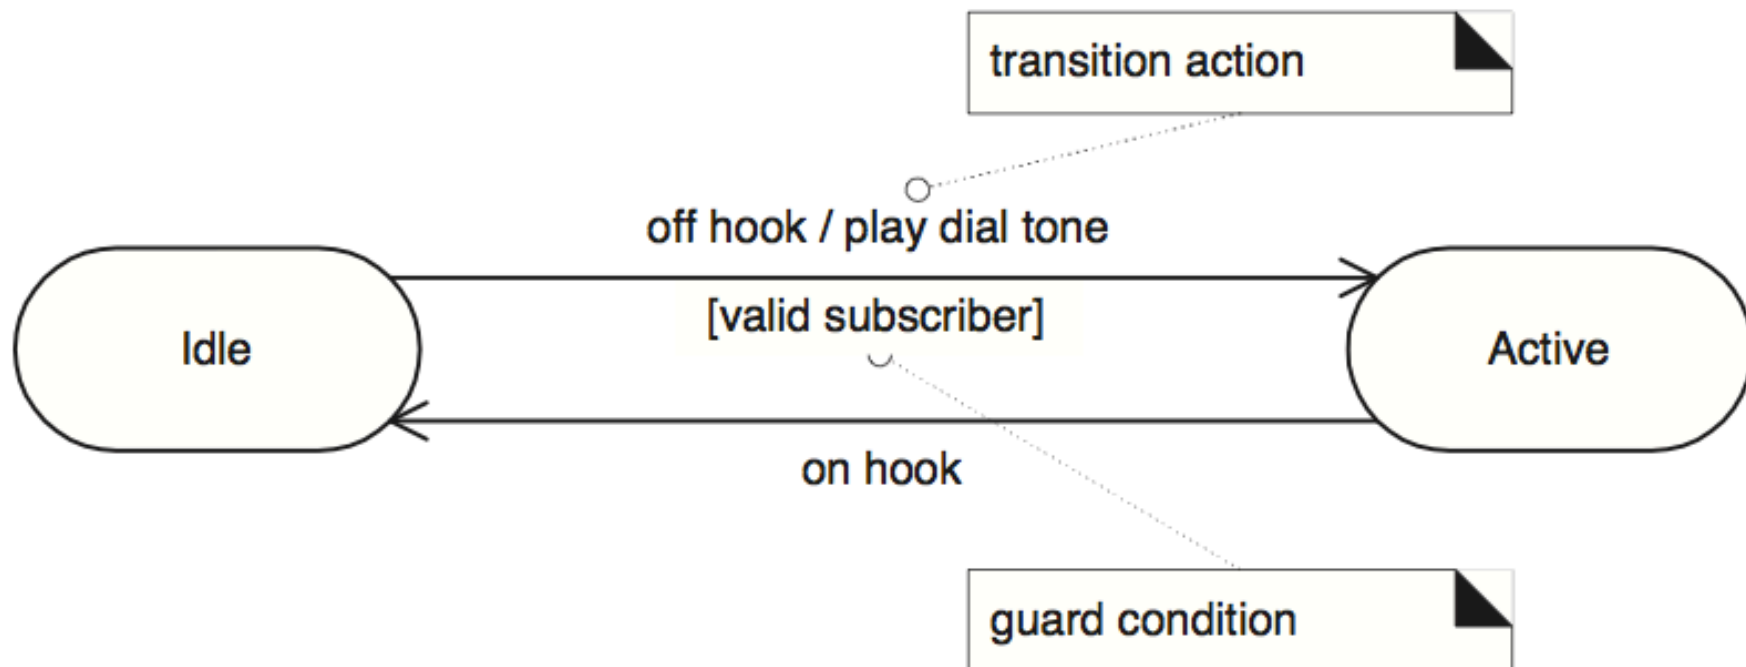 transition action
off hook / play dial tone
[valid subscriber]
Idle
Active
on hook
guard condition